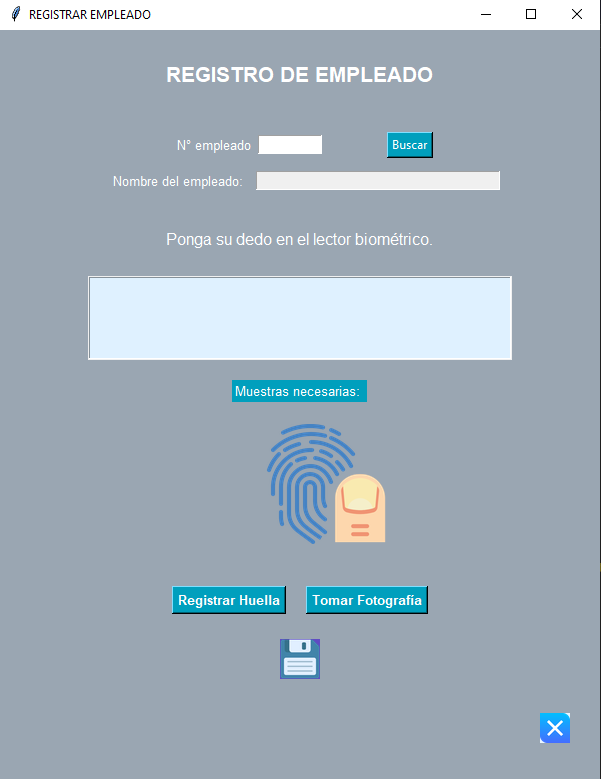 REGISTRAR EMPLEADO
REGISTRO DE EMPLEADO
N° empleado Buscar
Nombre del empleado:
Ponga su dedo en el lector biométrico.
Muestras necesarias:
Registrar Huella Tomar Fotografía